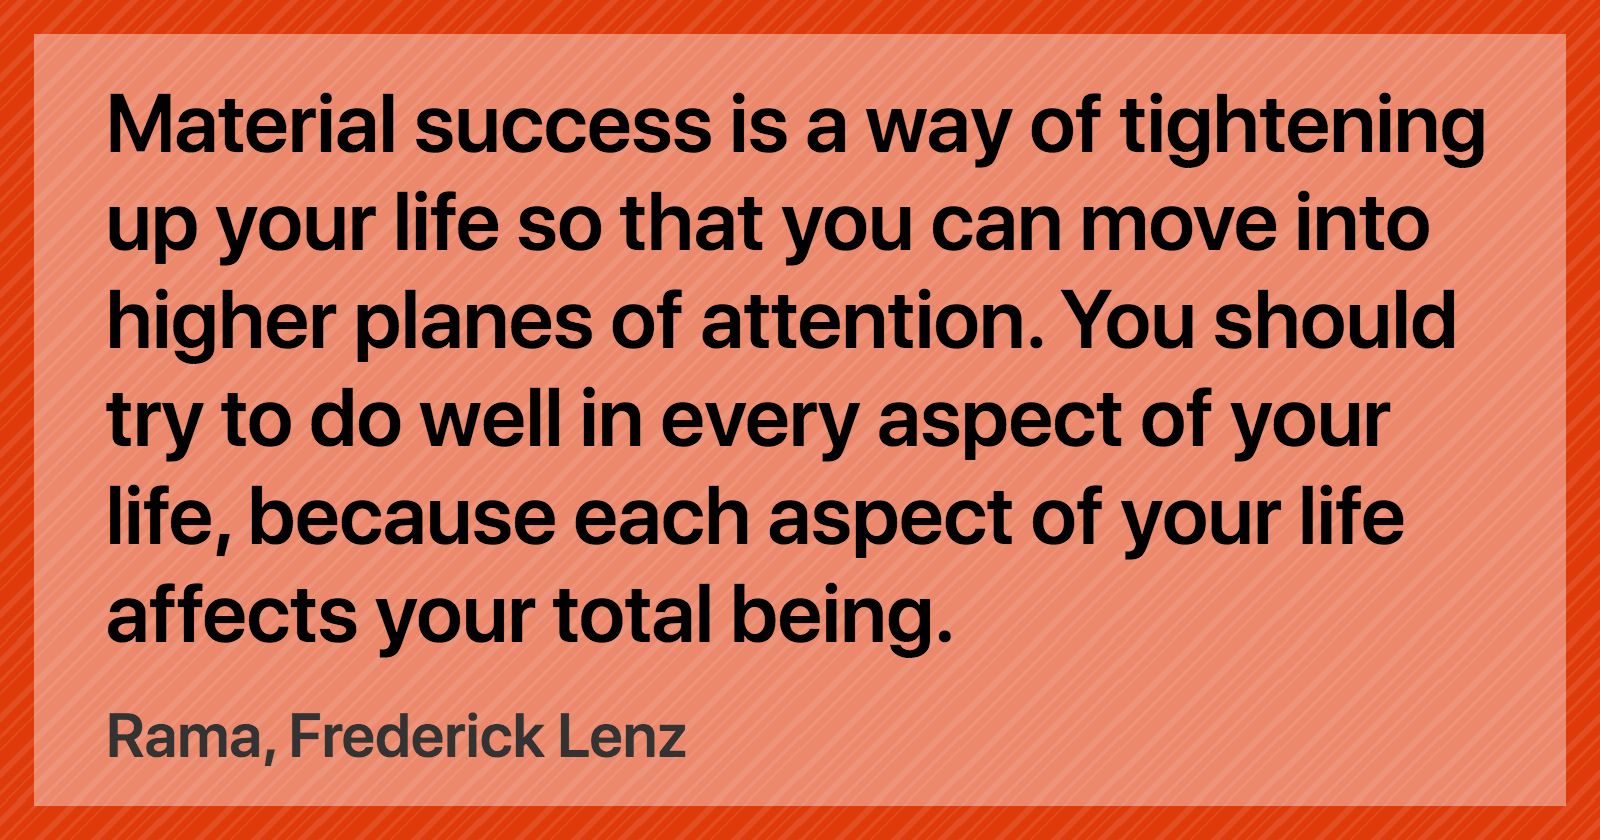 Material success is a way of tightening
up your life so that you can move into
higher planes of attention. You should
try to do well in every aspect of your
life, because each aspect of your life
affects your total being.
Rama, Frederick Lenz